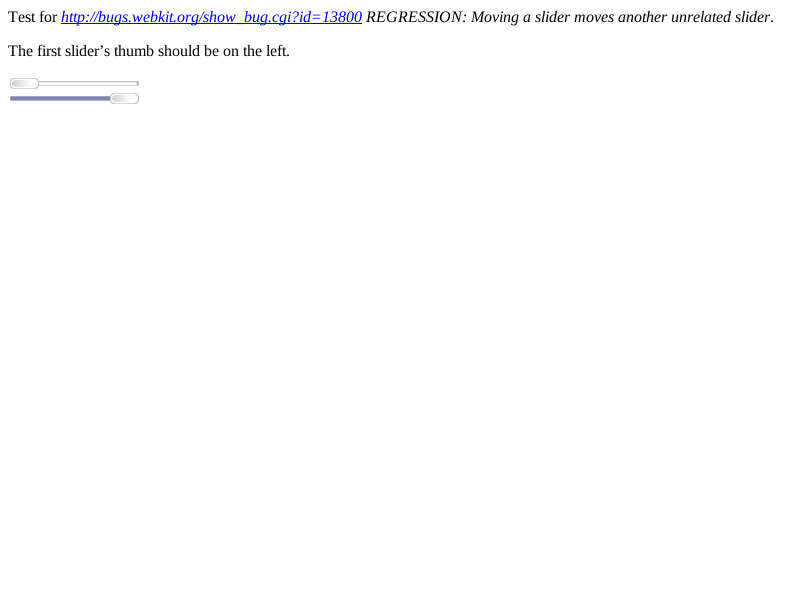 Test for http://bugs.webkit.org/show_bug.cgi?id=13800 REGRESSION: Moving a slider moves another unrelated slider.
The first slider’s thumb should be on the left.